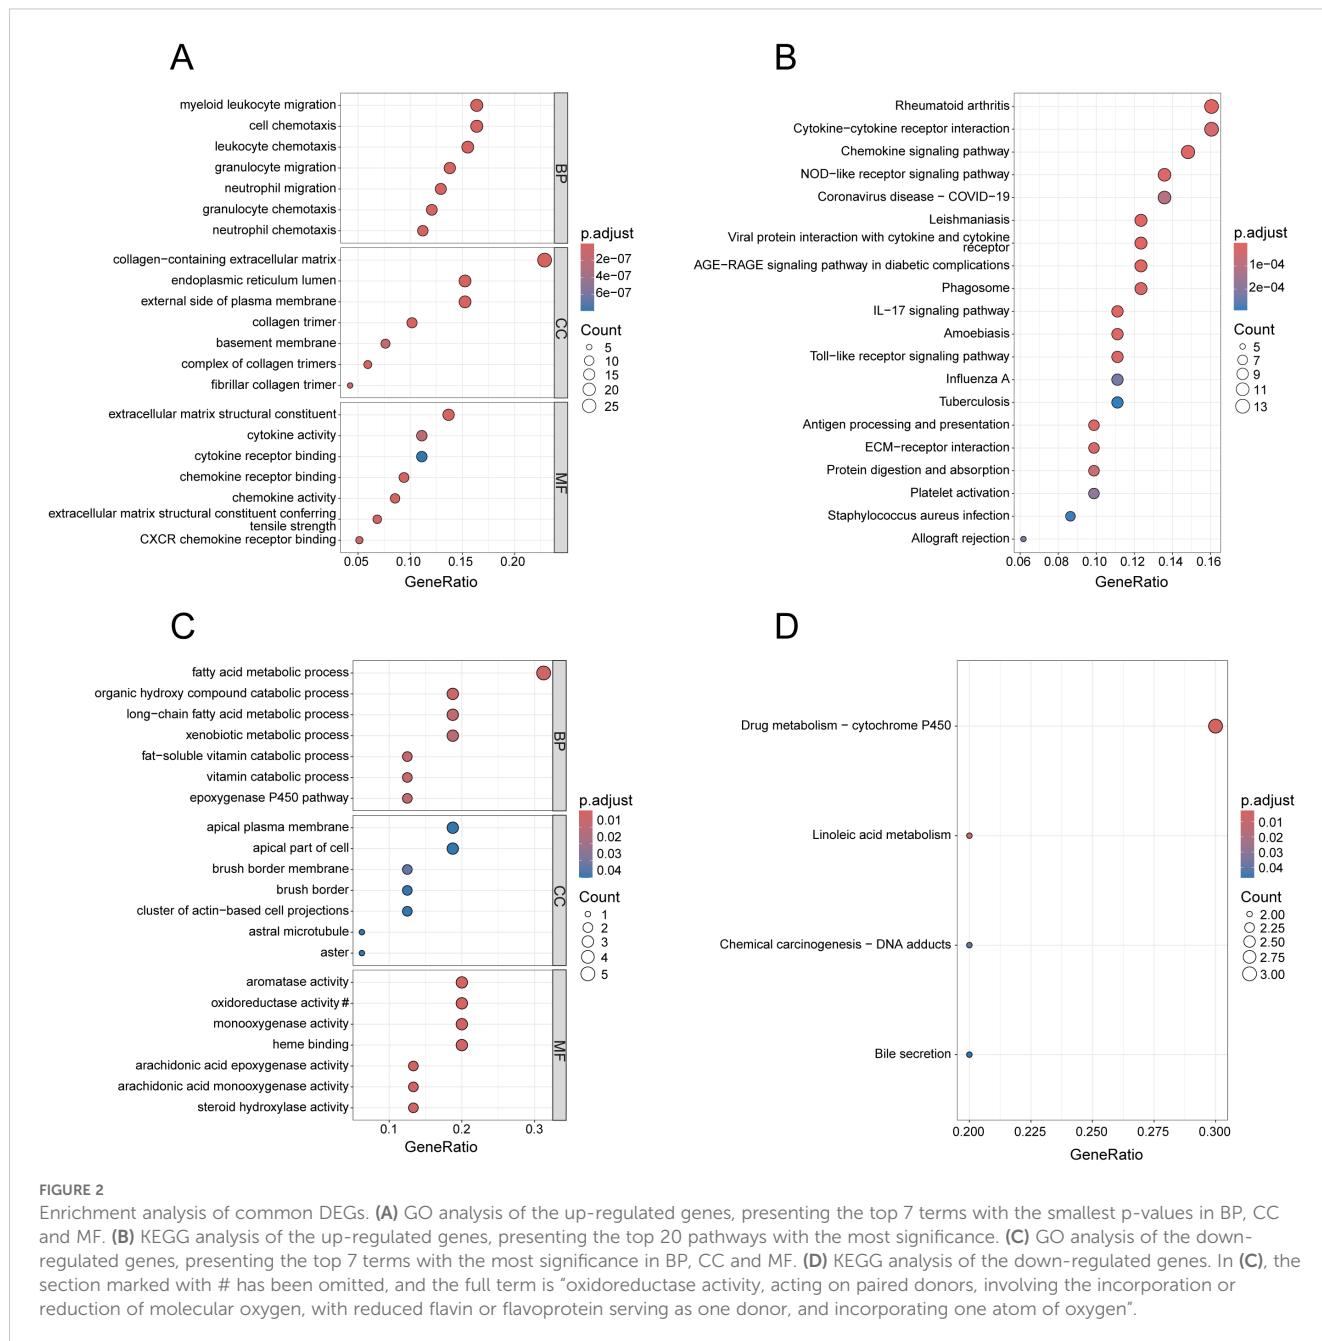 A
myeloid leukocyte migration
cell chemotaxis
leukocyte chemotaxis
granulocyte migration
neutrophil migration
granulocyte chemotaxis
neutrophil chemotaxis
BP
collagen−containing extracellular matrix
endoplasmic reticulum lumen
external side of plasma membrane
collagen trimer
basement membrane
complex of collagen trimers
fibrillar collagen trimer
CC
extracellular matrix structural constituent
cytokine activity
cytokine receptor binding
chemokine receptor binding
chemokine activity
extracellular matrix structural constituent conferring
tensile strength
CXCR chemokine receptor binding
MF
0.05 0.10 0.15 0.20
GeneRatio
p.adjust
2e−07
4e−07
6e−07
Count
5
10
15
20
25
B
Rheumatoid arthritis
Cytokine−cytokine receptor interaction
Chemokine signaling pathway
NOD−like receptor signaling pathway
Coronavirus disease − COVID−19
Leishmaniasis
Viral protein interaction with cytokine and cytokine
receptor
AGE−RAGE signaling pathway in diabetic complications
Phagosome
IL−17 signaling pathway
Amoebiasis
Toll−like receptor signaling pathway
Influenza A
Tuberculosis
Antigen processing and presentation
ECM−receptor interaction
Protein digestion and absorption
Platelet activation
Staphylococcus aureus infection
Allograft rejection
0.06 0.08 0.10 0.12 0.14 0.16
GeneRatio
p.adjust
1e−04
2e−04
Count
5
7
9
11
13
C
fatty acid metabolic process
organic hydroxy compound catabolic process
long−chain fatty acid metabolic process
xenobiotic metabolic process
fat−soluble vitamin catabolic process
vitamin catabolic process
epoxygenase P450 pathway
BP
apical plasma membrane
apical part of cell
brush border membrane
brush border
cluster of actin−based cell projections
astral microtubule
aster
CC
aromatase activity
oxidoreductase activity #
monooxygenase activity
heme binding
arachidonic acid epoxygenase activity
arachidonic acid monooxygenase activity
steroid hydroxylase activity
MF
0.1 0.2 0.3
GeneRatio
p.adjust
0.01
0.02
0.03
0.04
Count
1
2
3
4
5
D
Drug metabolism − cytochrome P450
Linoleic acid metabolism
Chemical carcinogenesis − DNA adducts
Bile secretion
0.200 0.225 0.250 0.275 0.300
GeneRatio
p.adjust
0.01
0.02
0.03
0.04
Count
2.00
2.25
2.50
2.75
3.00
FIGURE 2
Enrichment analysis of common DEGs. (A) GO analysis of the up-regulated genes, presenting the top 7 terms with the smallest p-values in BP, CC
and MF. (B) KEGG analysis of the up-regulated genes, presenting the top 20 pathways with the most significance. (C) GO analysis of the down-
regulated genes, presenting the top 7 terms with the most significance in BP, CC and MF. (D) KEGG analysis of the down-regulated genes. In (C), the
section marked with # has been omitted, and the full term is “oxidoreductase activity, acting on paired donors, involving the incorporation or
reduction of molecular oxygen, with reduced flavin or flavoprotein serving as one donor, and incorporating one atom of oxygen”.